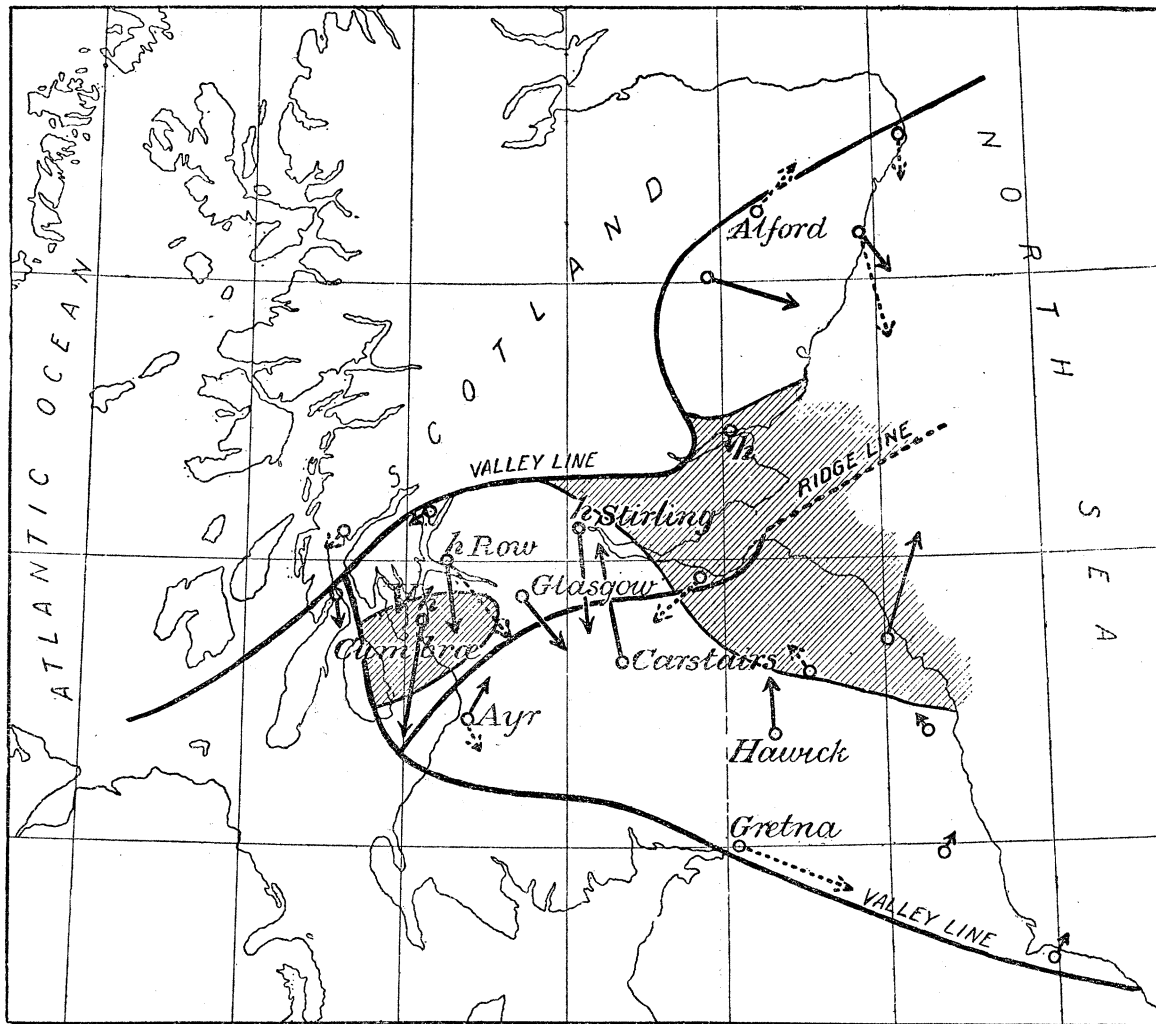 ATLANTIC OCEAN
SCOTLAND
NORTH SEA
Alford
VALLEY LINE
RIDGE LINE
h
h Stirling
h Row
Glasgow
h
Cumbrae
Carstairs
Ayr
Hawick
Gretna
VALLEY LINE